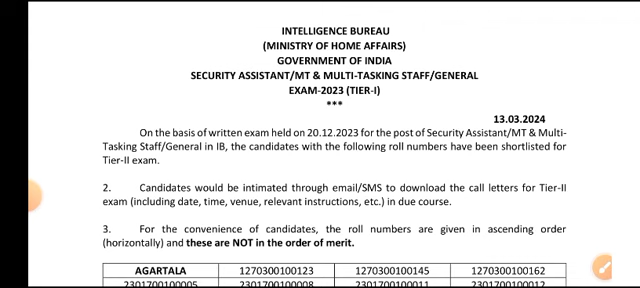 INTELLIGENCE BUREAU
(MINISTRY OF HOME AFFAIRS)
GOVERNMENT OF INDIA
SECURITY ASSISTANT/MT & MULTI-TASKING STAFF/GENERAL
EXAM-2023 (TIER-I)
***
13.03.2024
On the basis of written exam held on 20.12.2023 for the post of Security Assistant/MT & Multi-
Tasking Staff/General in IB, the candidates with the following roll numbers have been shortlisted for
Tier-II exam.
2. Candidates would be intimated through email/SMS to download the call letters for Tier-II
exam (including date, time, venue, relevant instructions, etc.) in due course.
3. For the convenience of candidates, the roll numbers are given in ascending order
(horizontally) and these are NOT in the order of merit.
AGARTALA 1270300100123 1270300100145 1270300100162
2301700100005 2301700100008 2301700100011 2301700100012